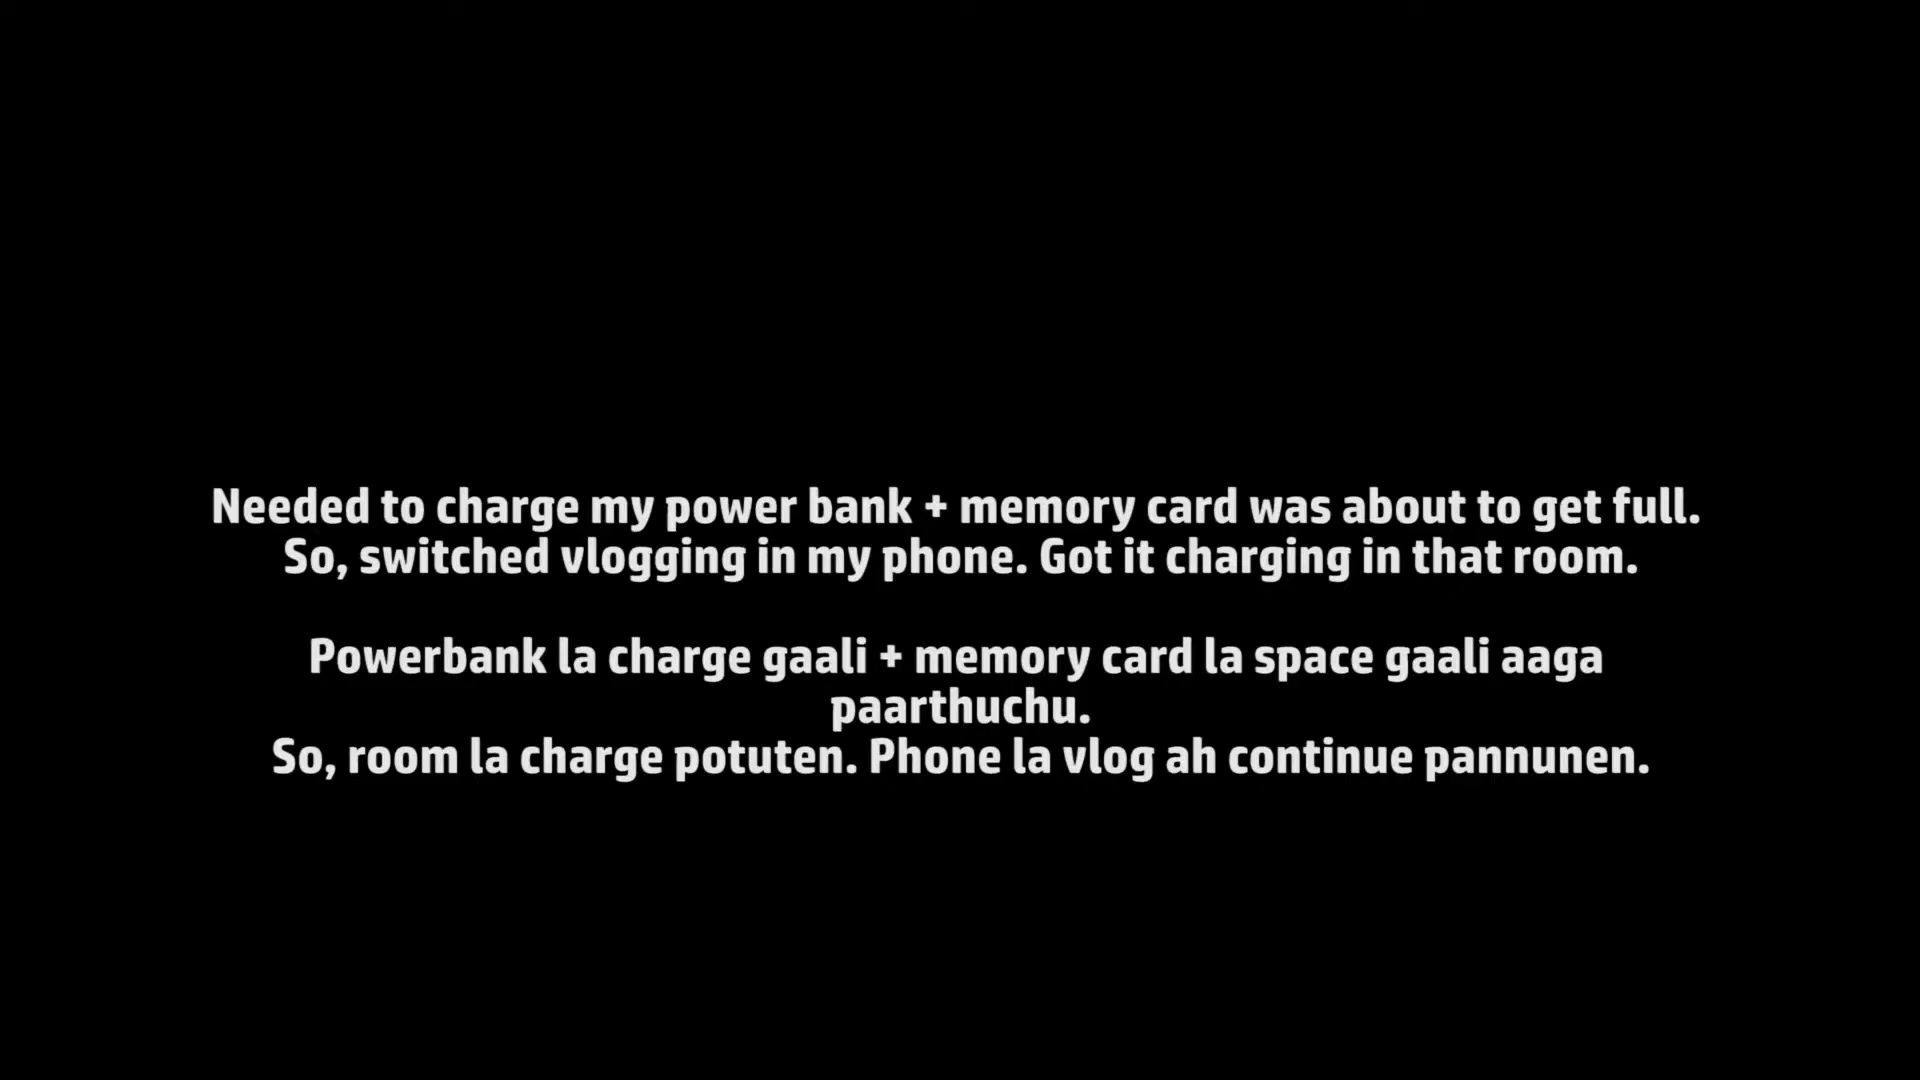 Needed to charge my power bank + memory card was about to get full.
So, switched vlogging in my phone. Got it charging in that room.
Powerbank la charge gaali + memory card la space gaali aaga
paarthuchu.
So, room la charge potuten. Phone la vlog ah continue pannunen.